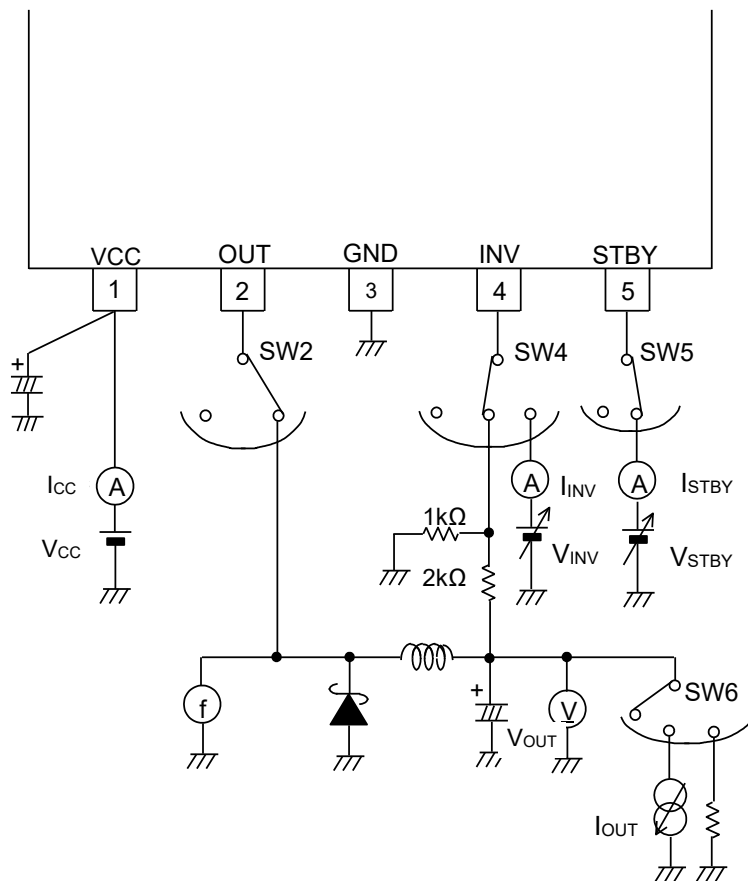 VCC OUT GND INV STBY
1 2 3 4 5
SW2 SW4 SW5
+
ICC A A IINV A ISTBY
1kΩ
VCC VINV VSTBY
2kΩ
SW6
f + V
VOUT
IOUT